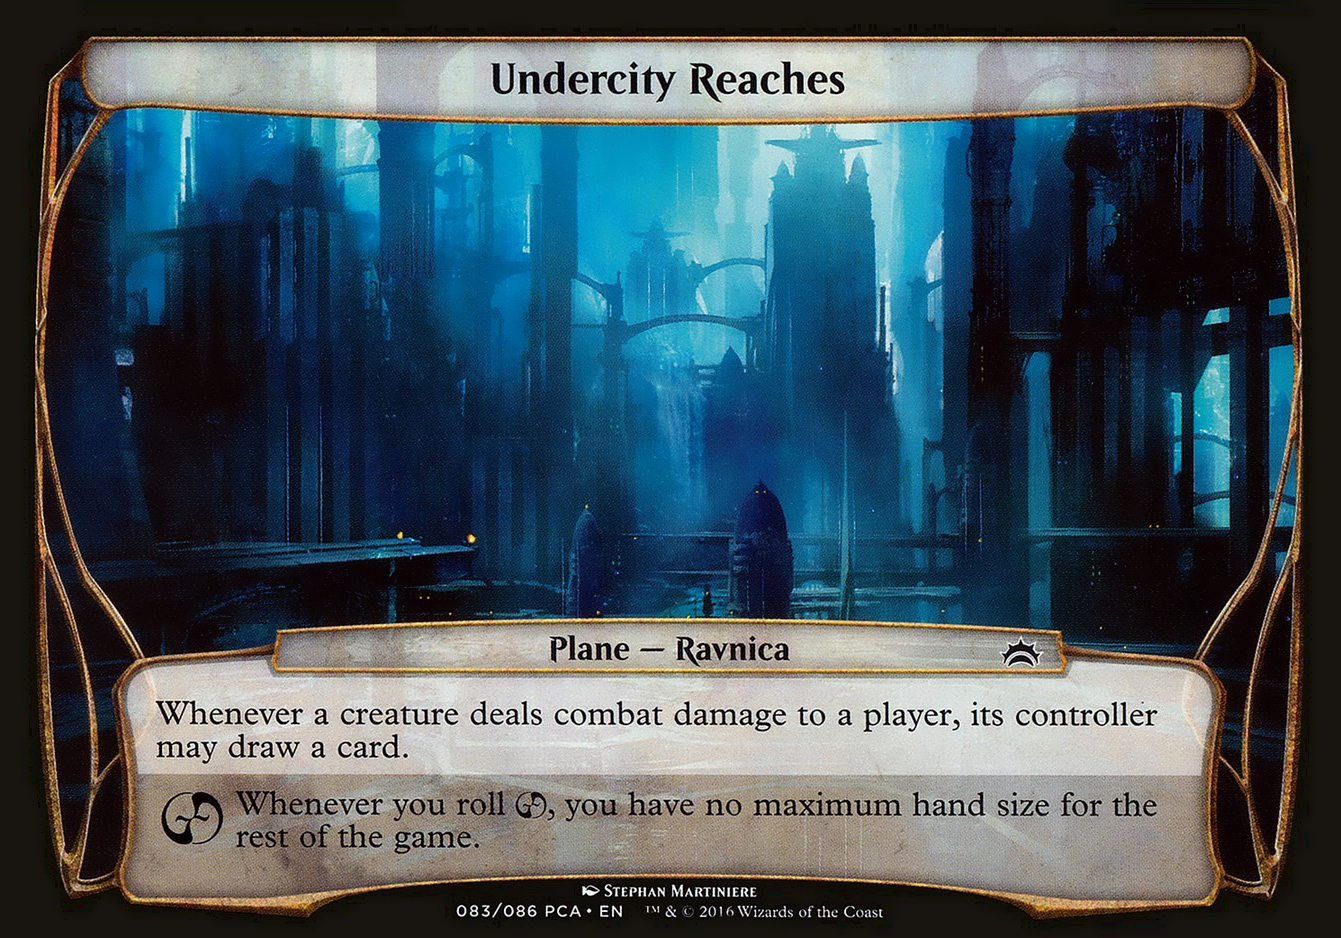 Undercity Reaches
Plane — Ravnica
Whenever a creature deals combat damage to a player, its controller
may draw a card.
Whenever you roll , you have no maximum hand size for the
rest of the game.
Stephan Martiniere
083/086 PCA • EN ™ & © 2016 Wizards of the Coast